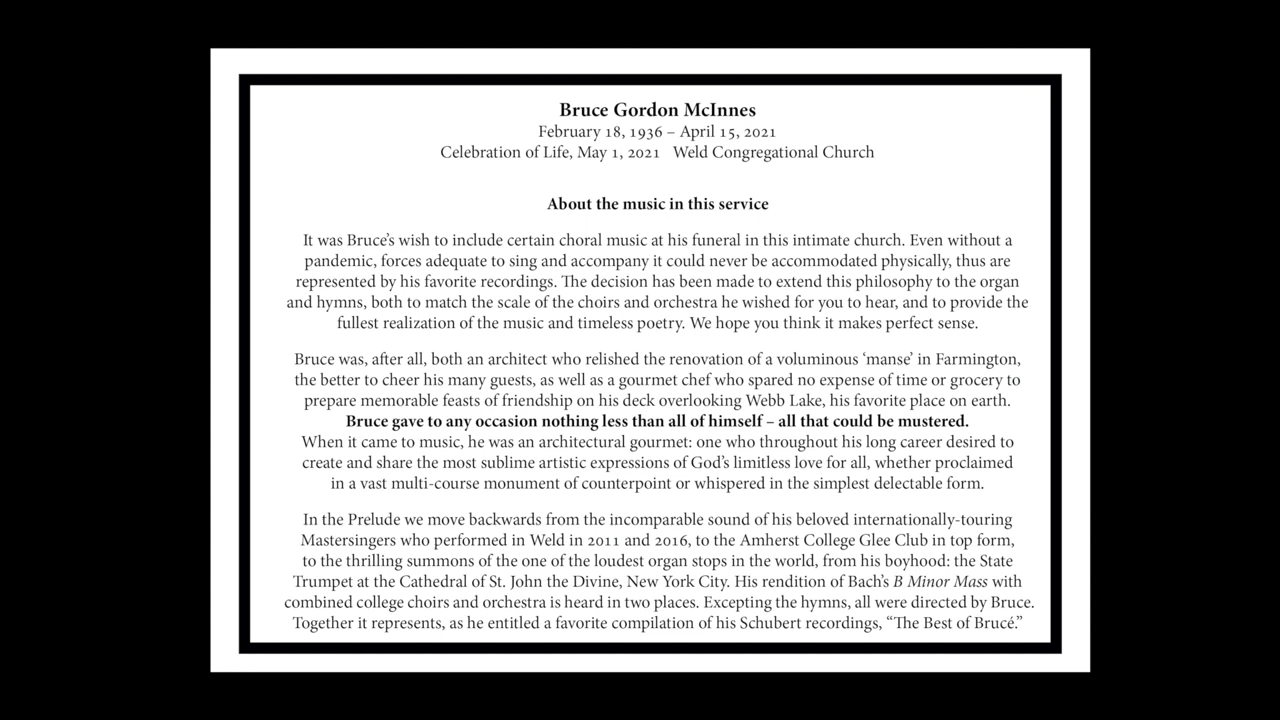 Bruce Gordon McInnes
February 18, 1936 – April 15, 2021
Celebration of Life, May 1, 2021 Weld Congregational Church
About the music in this service
It was Bruce’s wish to include certain choral music at his funeral in this intimate church. Even without a
pandemic, forces adequate to sing and accompany it could never be accommodated physically, thus are
represented by his favorite recordings. The decision has been made to extend this philosophy to the organ
and hymns, both to match the scale of the choirs and orchestra he wished for you to hear, and to provide the
fullest realization of the music and timeless poetry. We hope you think it makes perfect sense.
Bruce was, after all, both an architect who relished the renovation of a voluminous ‘manse’ in Farmington,
the better to cheer his many guests, as well as a gourmet chef who spared no expense of time or grocery to
prepare memorable feasts of friendship on his deck overlooking Webb Lake, his favorite place on earth.
Bruce gave to any occasion nothing less than all of himself – all that could be mustered.
When it came to music, he was an architectural gourmet: one who throughout his long career desired to
create and share the most sublime artistic expressions of God’s limitless love for all, whether proclaimed
in a vast multi-course monument of counterpoint or whispered in the simplest delectable form.
In the Prelude we move backwards from the incomparable sound of his beloved internationally-touring
Mastersingers who performed in Weld in 2011 and 2016, to the Amherst College Glee Club in top form,
to the thrilling summons of the one of the loudest organ stops in the world, from his boyhood: the State
Trumpet at the Cathedral of St. John the Divine, New York City. His rendition of Bach’s B Minor Mass with
combined college choirs and orchestra is heard in two places. Excepting the hymns, all were directed by Bruce.
Together it represents, as he entitled a favorite compilation of his Schubert recordings, “The Best of Brucé.”